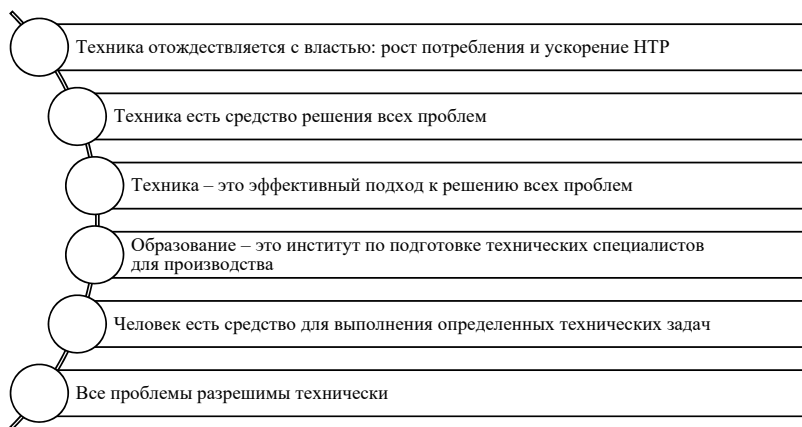 Техника отождествляется с властью: рост потребления и ускорение НТР
Техника есть средство решения всех проблем
Техника – это эффективный подход к решению всех проблем
Образование – это институт по подготовке технических специалистов
для производства
Человек есть средство для выполнения определенных технических задач
Все проблемы разрешимы технически